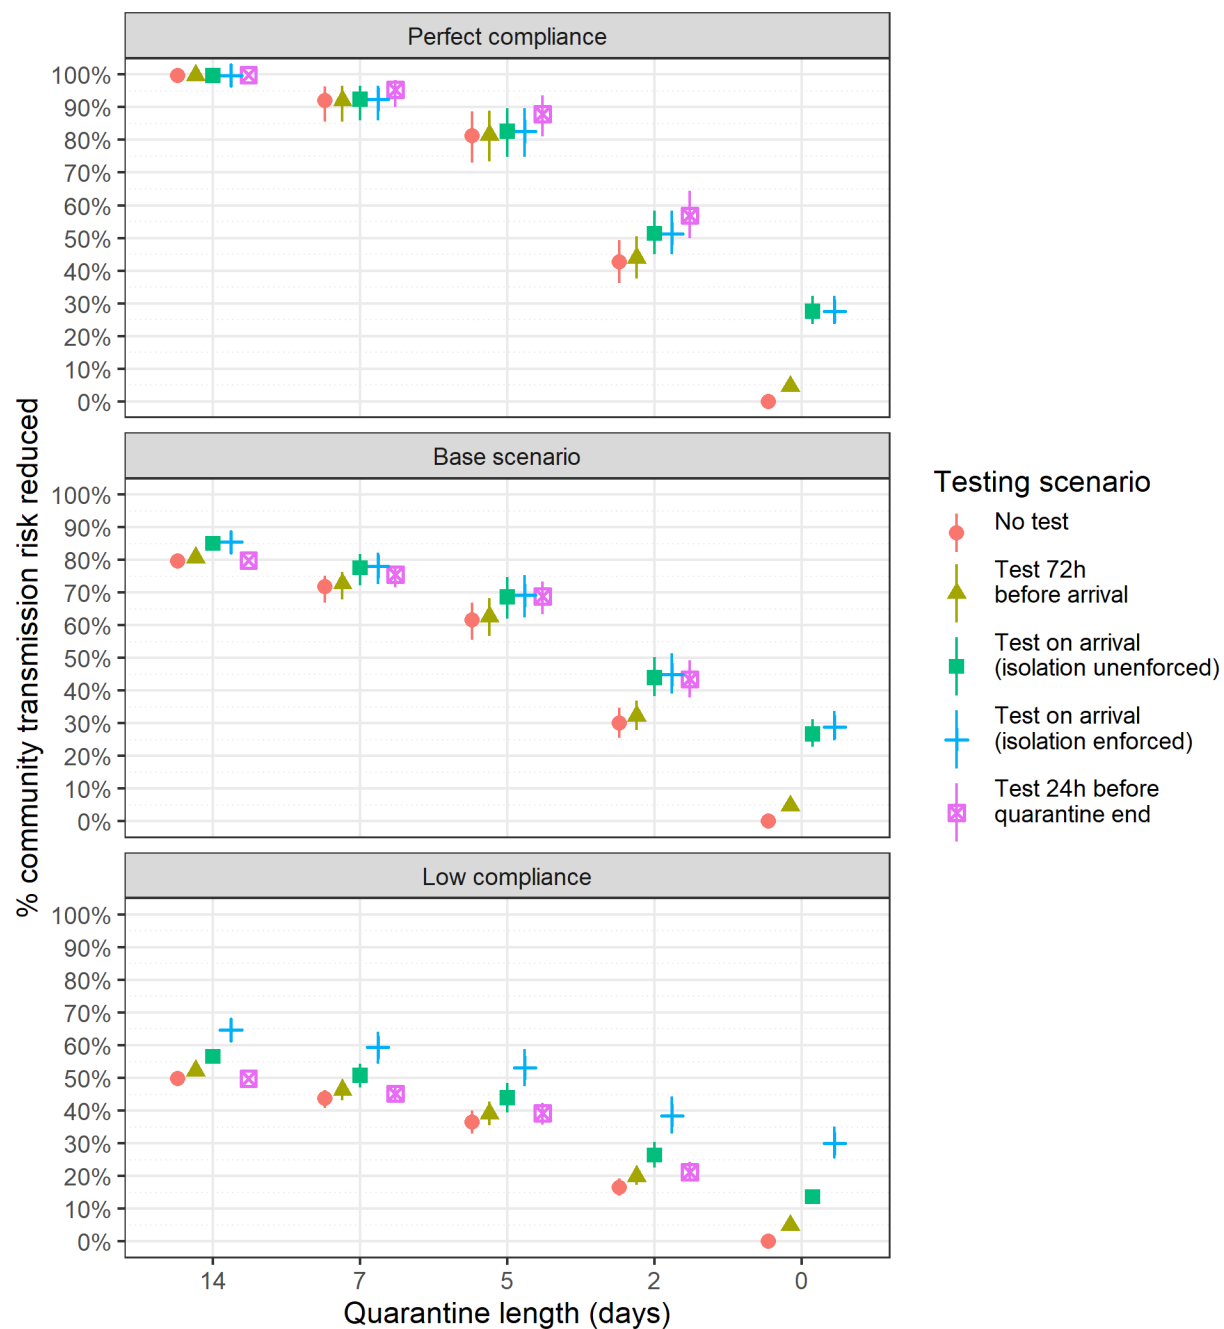 Perfect compliance
100%
90%
80%
70%
60%
50%
40%
30%
20%
10%
0%
Base scenario
100%
90%
80%
70%
60%
50%
40%
30%
20%
10%
0%
Low compliance
100%
90%
80%
70%
60%
50%
40%
30%
20%
10%
0%
14 7 5 2 0
Quarantine length (days)
% community transmission risk reduced
Testing scenario
No test
Test 72h
before arrival
Test on arrival
(isolation unenforced)
Test on arrival
(isolation enforced)
Test 24h before
quarantine end